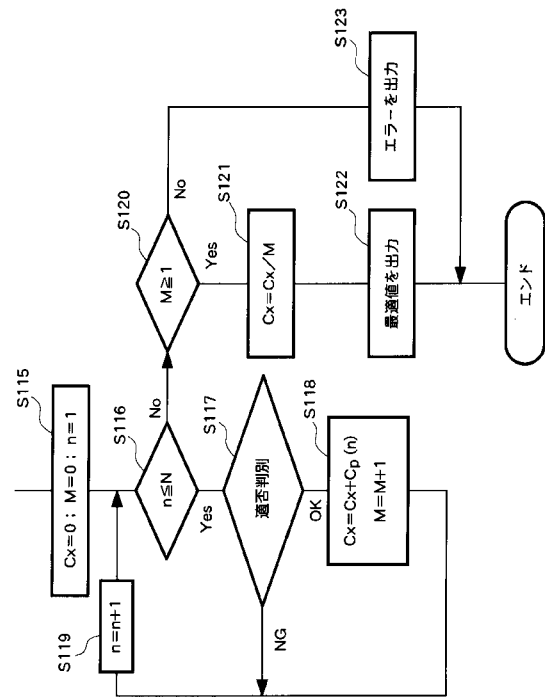 S115
Cx=0; M=0; n=1
S119
n=n+1
S116
n≦N
No
Yes
S117
適否判別
OK
NG
S118
Cx=Cx+Cp(n)
M=M+1
S120
M≧1
No
Yes
S121
Cx=Cx/M
S122
最適値を出力
S123
エラーを出力
エンド